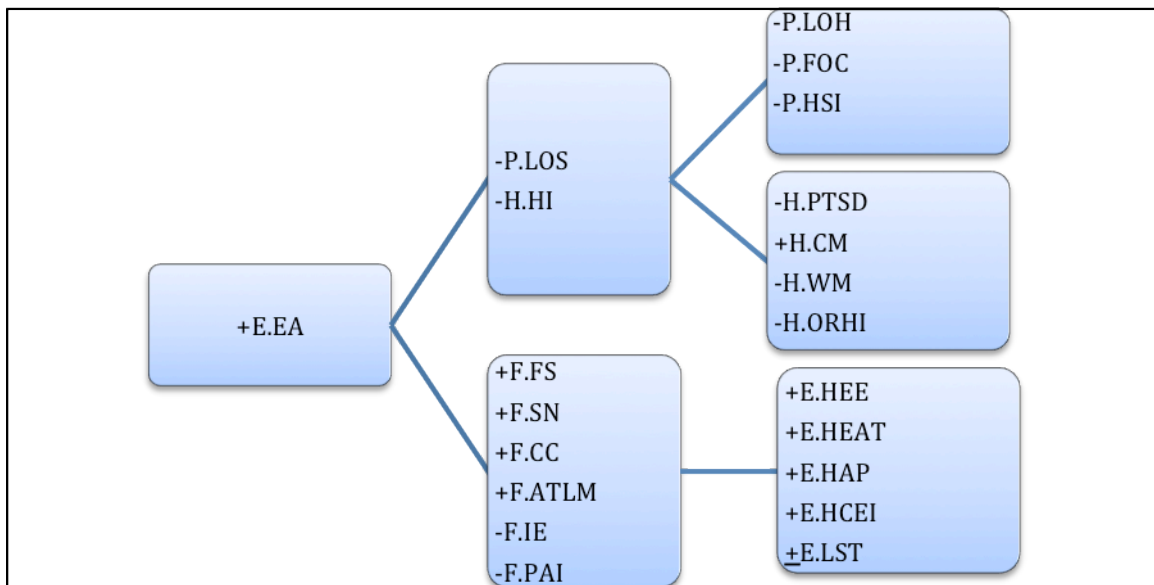 +E.EA
-P.LOS
-H.HI
-P.LOH
-P.FOC
-P.HSI
-H.PTSD
+H.CM
-H.WM
-H.ORHI
+F.FS
+F.SN
+F.CC
+F.ATLM
-F.IE
-F.PAI
+E.HEE
+E.HEAT
+E.HAP
+E.HCEI
±E.LST